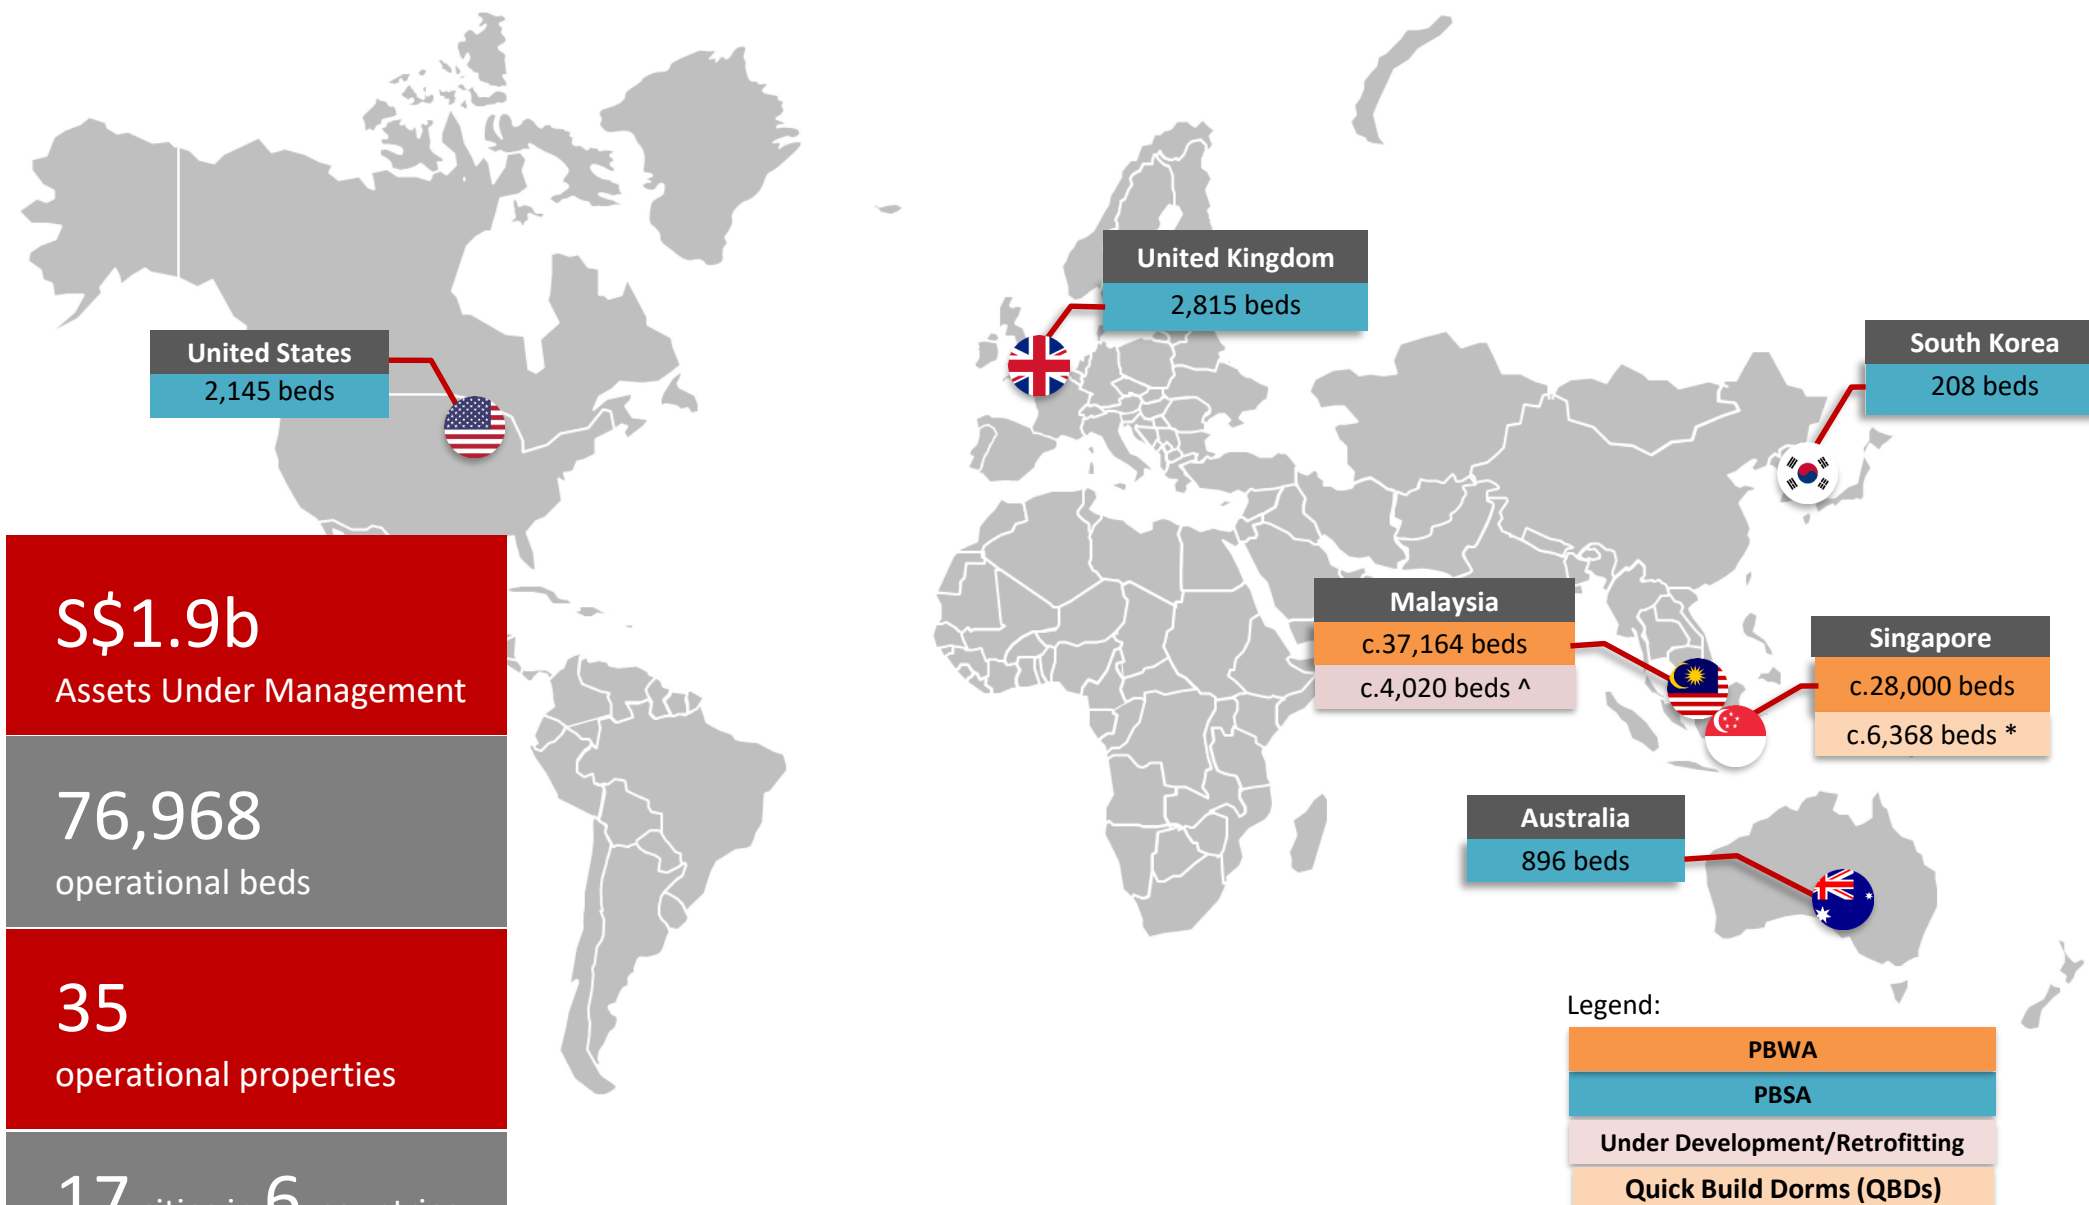 United Kingdom
2,815 beds
United States
2,145 beds
South Korea
208 beds
Malaysia
c.37,164 beds
c.4,020 beds ^
Singapore
c.28,000 beds
c.6,368 beds *
Australia
896 beds
S$1.9b
Assets Under Management
76,968
operational beds
35
operational properties
17 6
Legend:
PBWA
PBSA
Under Development/Retrofitting
Quick Build Dorms (QBDs)